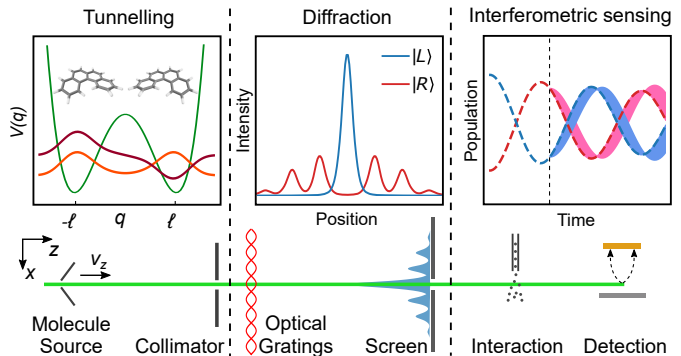 Tunnelling
Diffraction
Interferometric sensing
V(q)
-ℓ
q
ℓ
Intensity
|L⟩
|R⟩
Position
Population
Time
z
x
v_z
Molecule
Source
Collimator
Optical
Gratings
Screen
Interaction
Detection